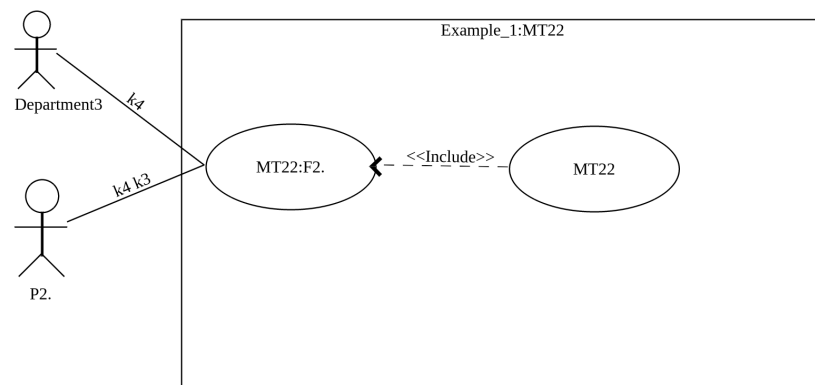 Example_1:MT22
Department3
k4
k4 k3
P2.
MT22:F2.
<<Include>>
MT22